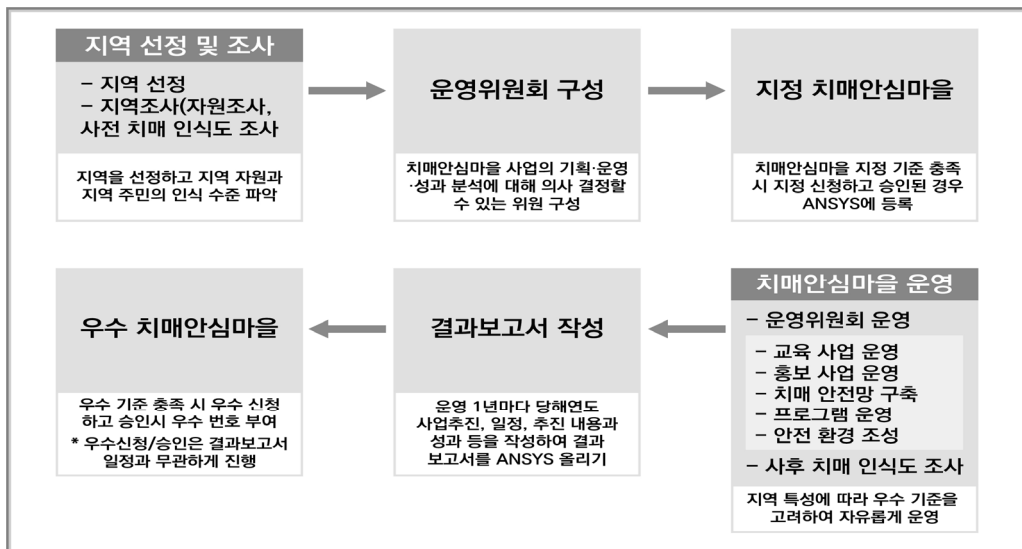 지역 선정 및 조사
– 지역 선정
– 지역조사(자원조사,
사전 치매 인식도 조사
지역을 선정하고 지역 자원과
지역 주민의 인식 수준 파악
운영위원회 구성
치매안심마을 사업의 기획·운영
·성과 분석에 대해 의사 결정할
수 있는 위원 구성
지정 치매안심마을
치매안심마을 지정 기준 충족
시 지정 신청하고 승인된 경우
ANSYS에 등록
치매안심마을 운영
– 운영위원회 운영
– 교육 사업 운영
– 홍보 사업 운영
– 치매 안전망 구축
– 프로그램 운영
– 안전 환경 조성
– 사후 치매 인식도 조사
지역 특성에 따라 우수 기준을
고려하여 자유롭게 운영
결과보고서 작성
운영 1년마다 당해연도
사업추진, 일정, 추진 내용과
성과 등을 작성하여 결과
보고서를 ANSYS 올리기
우수 치매안심마을
우수 기준 충족 시 우수 신청
하고 승인시 우수 번호 부여
* 우수신청/승인은 결과보고서
일정과 무관하게 진행